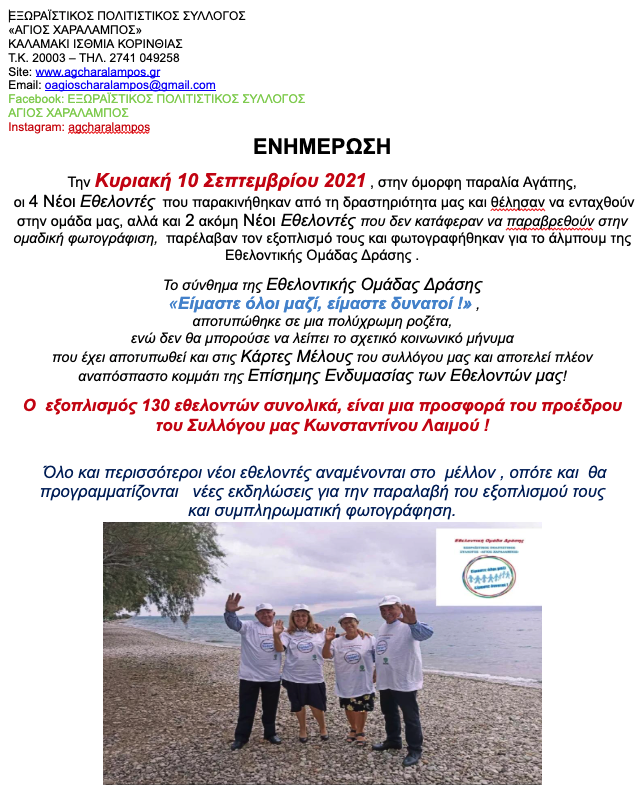 ΕΞΩΡΑΪΣΤΙΚΟΣ ΠΟΛΙΤΙΣΤΙΚΟΣ ΣΥΛΛΟΓΟΣ
«ΑΓΙΟΣ ΧΑΡΑΛΑΜΠΟΣ»
ΚΑΛΑΜΑΚΙ ΙΣΘΜΙΑ ΚΟΡΙΝΘΙΑΣ
Τ.Κ. 20003 – ΤΗΛ. 2741 049258
Site: www.agcharalampos.gr
Email: oagioscharalampos@gmail.com
Facebook: ΕΞΩΡΑΪΣΤΙΚΟΣ ΠΟΛΙΤΙΣΤΙΚΟΣ ΣΥΛΛΟΓΟΣ
ΑΓΙΟΣ ΧΑΡΑΛΑΜΠΟΣ
Instagram: agcharalampos
ΕΝΗΜΕΡΩΣΗ
Την Κυριακή 10 Σεπτεμβρίου 2021 , στην όμορφη παραλία Αγάπης,
οι 4 Νέοι Εθελοντές που παρακινήθηκαν από τη δραστηριότητα μας και θέλησαν να ενταχθούν
στην ομάδα μας, αλλά και 2 ακόμη Νέοι Εθελοντές που δεν κατάφεραν να παραβρεθούν στην
ομαδική φωτογράφιση, παρέλαβαν τον εξοπλισμό τους και φωτογραφήθηκαν για το άλμπουμ της
Εθελοντικής Ομάδας Δράσης .
Το σύνθημα της Εθελοντικής Ομάδας Δράσης
«Είμαστε όλοι μαζί, είμαστε δυνατοί !» ,
αποτυπώθηκε σε μια πολύχρωμη ροζέτα,
ενώ δεν θα μπορούσε να λείπει το σχετικό κοινωνικό μήνυμα
που έχει αποτυπωθεί και στις Κάρτες Μέλους του συλλόγου μας και αποτελεί πλέον
αναπόσπαστο κομμάτι της Επίσημης Ενδυμασίας των Εθελοντών μας!
Ο εξοπλισμός 130 εθελοντών συνολικά, είναι μια προσφορά του προέδρου
του Συλλόγου μας Κωνσταντίνου Λαιμού !
Όλο και περισσότεροι νέοι εθελοντές αναμένονται στο μέλλον , οπότε και θα
προγραμματίζονται νέες εκδηλώσεις για την παραλαβή του εξοπλισμού τους
και συμπληρωματική φωτογράφηση.
Εθελοντική Ομάδα Δράσης